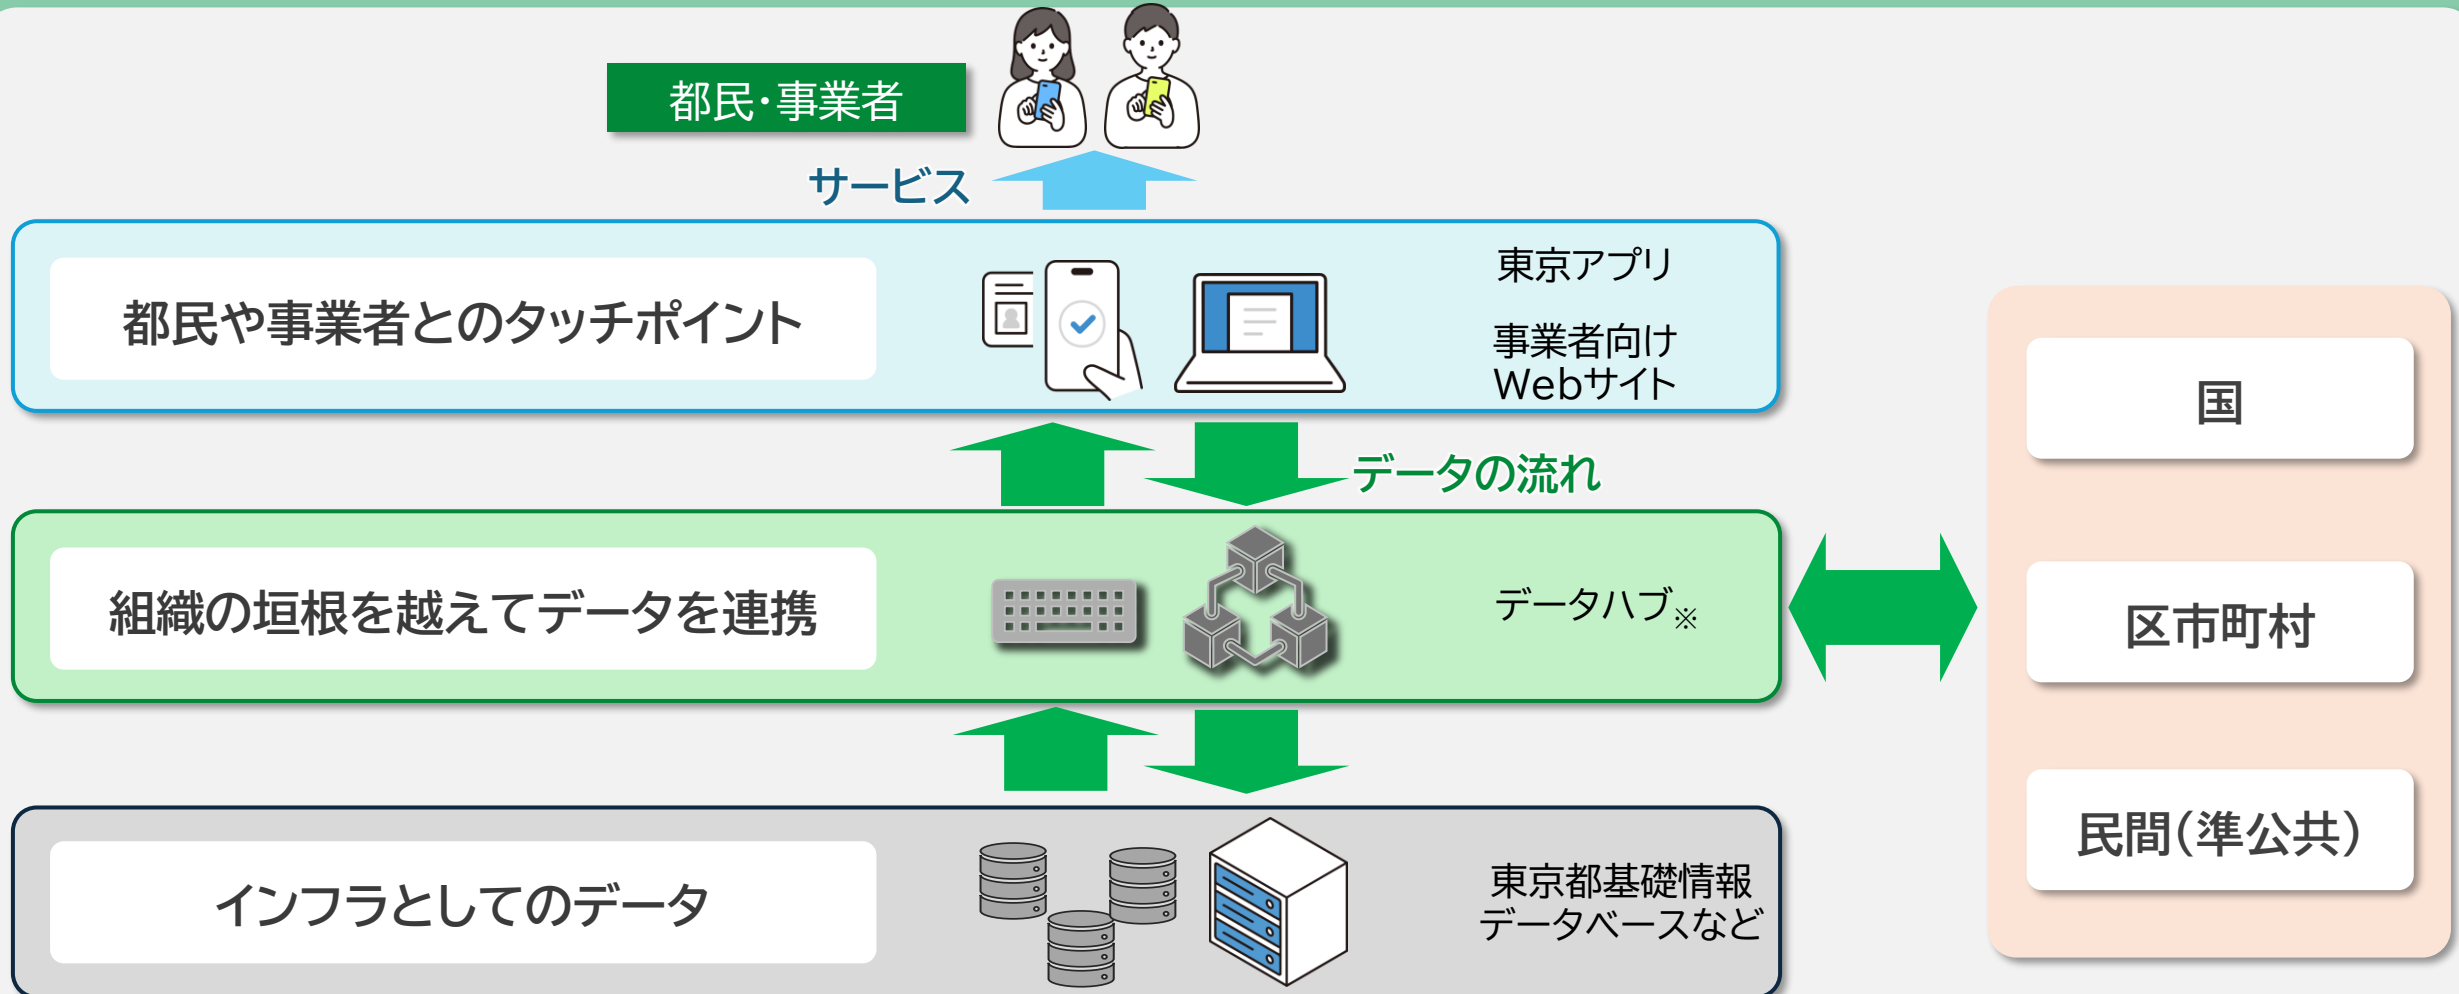 都民・事業者
サービス
都民や事業者とのタッチポイント
東京アプリ
事業者向け
Webサイト
データの流れ
組織の垣根を越えてデータを連携
データハブ※
インフラとしてのデータ
東京都基礎情報
データベースなど
国
区市町村
民間(準公共)